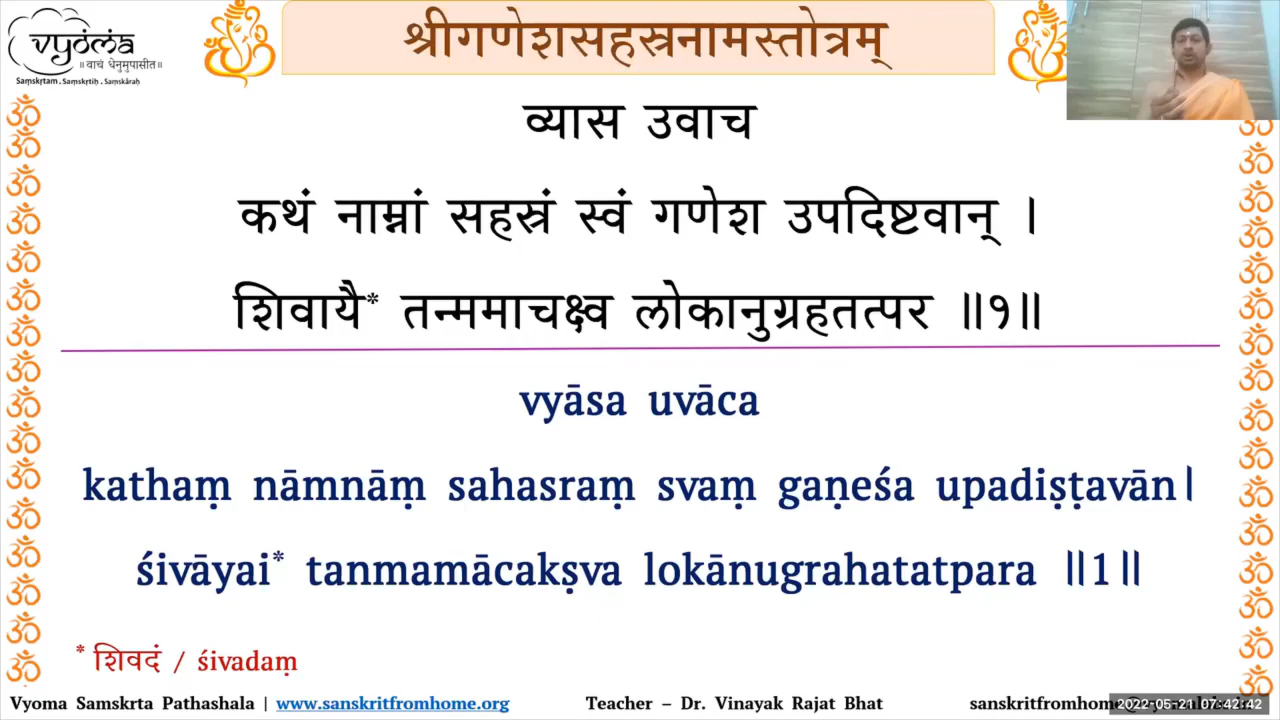 vyoma
॥ वाचं धेनुमुपासीत॥
Saṃskṛtam . Saṃskṛtiḥ . Saṃskāraḥ
श्रीगणेशसहस्रनामस्तोत्रम्
व्यास उवाच
कथं नाम्नां सहस्रं स्वं गणेश उपदिष्टवान् ।
शिवायै* तन्ममाचक्ष्व लोकानुग्रहतत्पर ॥१॥
vyāsa uvāca
kathaṃ nāmnāṃ sahasraṃ svaṃ gaṇeśa upadiṣṭavān।
śivāyai* tanmamācakṣva lokānugrahatatpara ॥1॥
* शिवदं / śivadaṃ
Vyoma Samskrta Pathashala | www.sanskritfromhome.org Teacher – Dr. Vinayak Rajat Bhat sanskritfromhome
2022-05-21 07:42:42